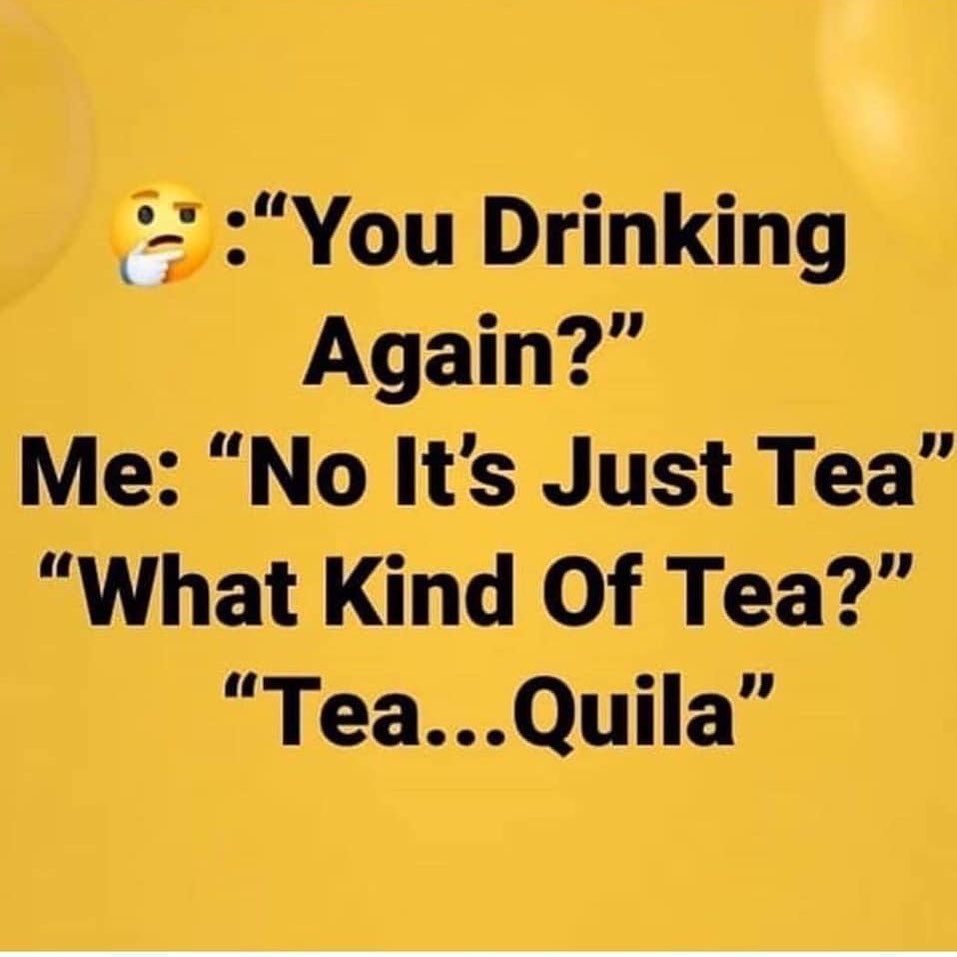 🤔:“You Drinking
Again?”
Me: “No It’s Just Tea”
“What Kind Of Tea?”
“Tea...Quila”